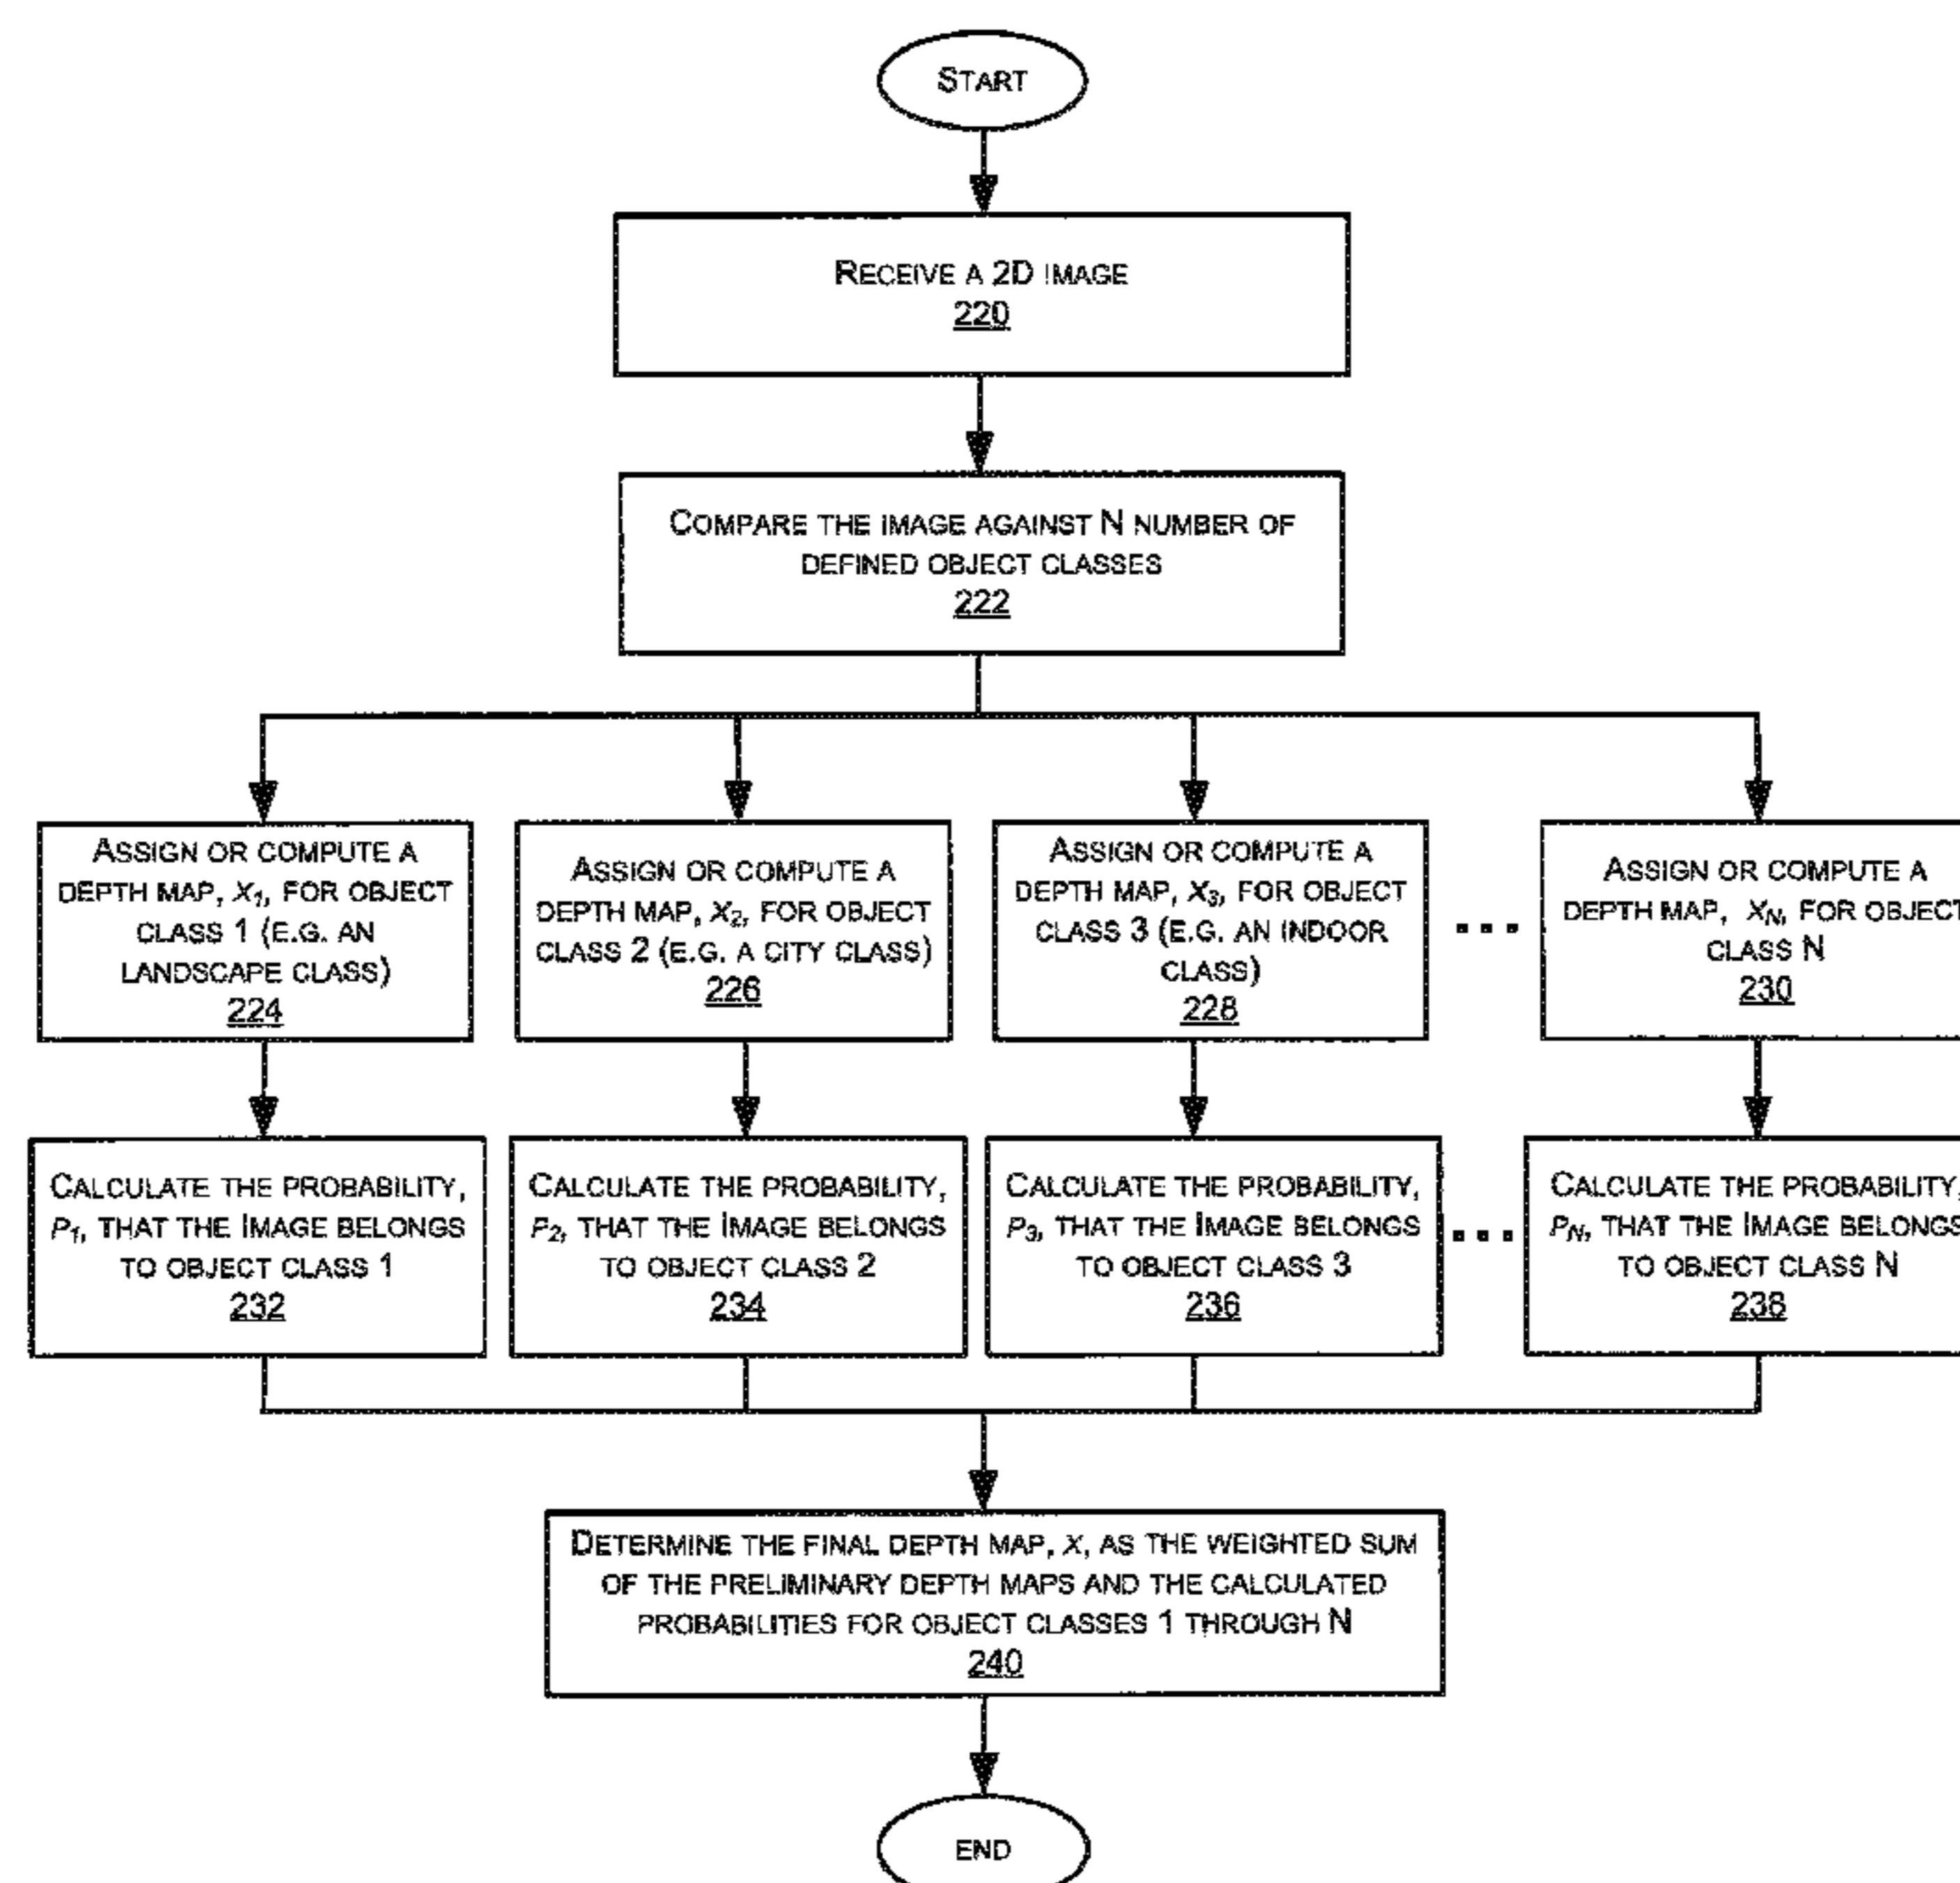 START
RECEIVE A 2D IMAGE
220
COMPARE THE IMAGE AGAINST N NUMBER OF
DEFINED OBJECT CLASSES
222
ASSIGN OR COMPUTE A
DEPTH MAP, X1, FOR OBJECT
CLASS 1 (E.G. AN
LANDSCAPE CLASS)
224
ASSIGN OR COMPUTE A
DEPTH MAP, X2, FOR OBJECT
CLASS 2 (E.G. A CITY CLASS)
226
ASSIGN OR COMPUTE A
DEPTH MAP, X3, FOR OBJECT
CLASS 3 (E.G. AN INDOOR
CLASS)
228
...
ASSIGN OR COMPUTE A
DEPTH MAP, XN, FOR OBJECT
CLASS N
230
CALCULATE THE PROBABILITY,
P1, THAT THE IMAGE BELONGS
TO OBJECT CLASS 1
232
CALCULATE THE PROBABILITY,
P2, THAT THE IMAGE BELONGS
TO OBJECT CLASS 2
234
CALCULATE THE PROBABILITY,
P3, THAT THE IMAGE BELONGS
TO OBJECT CLASS 3
236
...
CALCULATE THE PROBABILITY,
PN, THAT THE IMAGE BELONGS
TO OBJECT CLASS N
238
DETERMINE THE FINAL DEPTH MAP, X, AS THE WEIGHTED SUM
OF THE PRELIMINARY DEPTH MAPS AND THE CALCULATED
PROBABILITIES FOR OBJECT CLASSES 1 THROUGH N
240
END